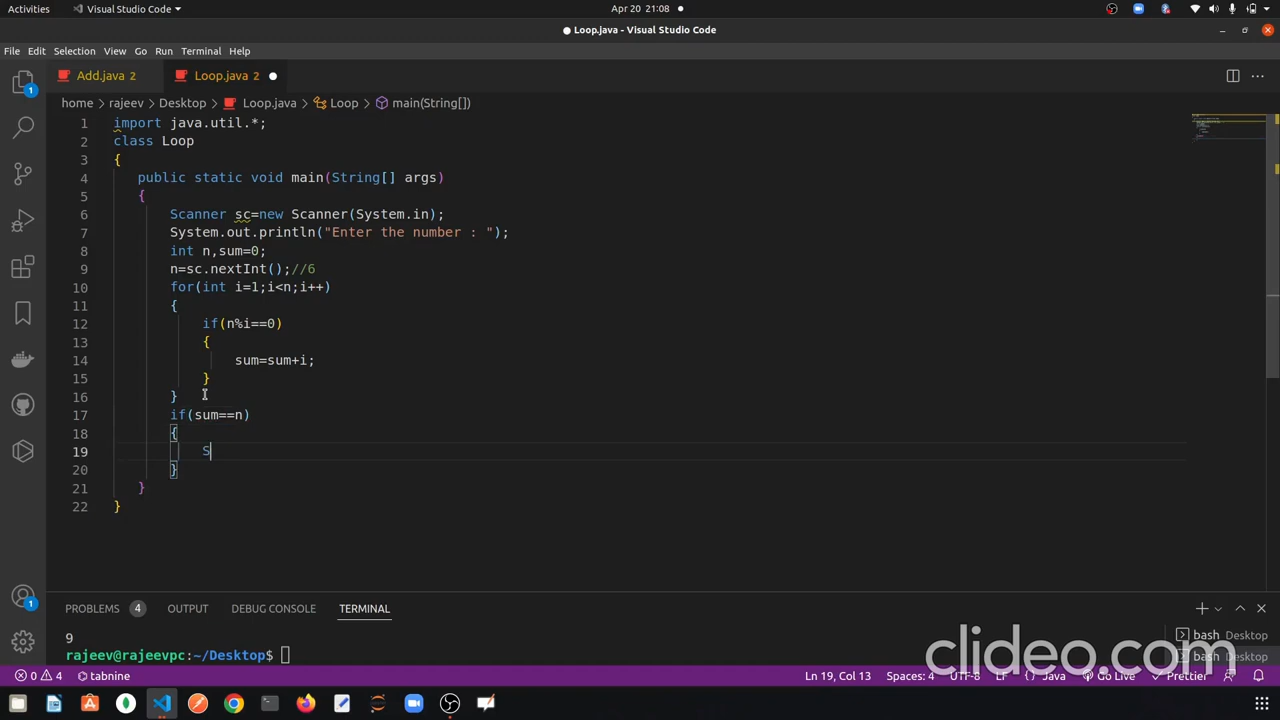 Activities Visual Studio Code Apr 20 21:08
Loop.java - Visual Studio Code
File Edit Selection View Go Run Terminal Help
Add.java 2 Loop.java 2
home > rajeev > Desktop > Loop.java > Loop > main(String[])
1 import java.util.*;
2 class Loop
3 {
4 public static void main(String[] args)
5 {
6 Scanner sc=new Scanner(System.in);
7 System.out.println("Enter the number : ");
8 int n,sum=0;
9 n=sc.nextInt();//6
10 for(int i=1;i<n;i++)
11 {
12 if(n%i==0)
13 {
14 sum=sum+i;
15 }
16 }
17 if(sum==n)
18 {
19 S
20 }
21 }
22 }
PROBLEMS 4 OUTPUT DEBUG CONSOLE TERMINAL
9
rajeev@rajeevpc:~/Desktop$
bash Desktop
bash Desktop
clideo.com
0 4 tabnine Ln 19, Col 13 Spaces: 4 UTF-8 LF {} Java Go Live Prettier